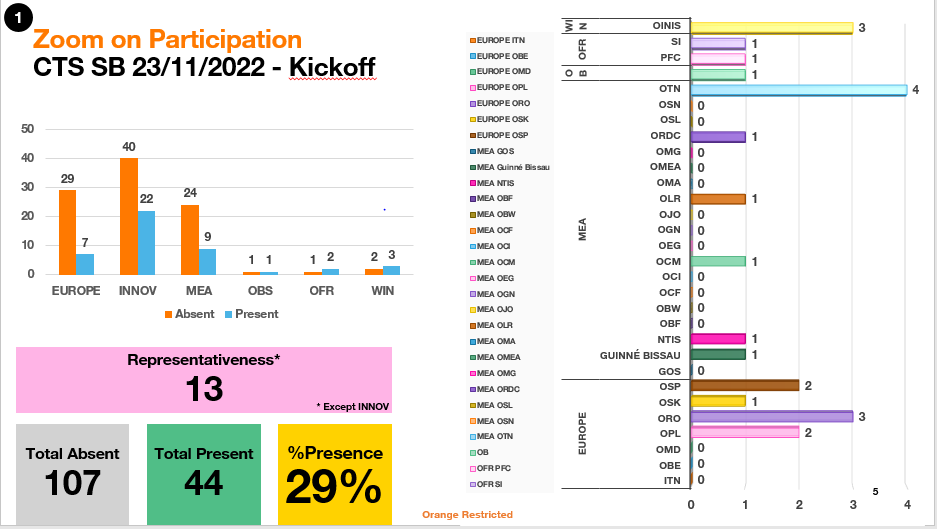 1
Zoom on Participation
CTS SB 23/11/2022 - Kickoff
50
40
30
20
10
0
29
7
40
22
24
9
1
1
1
2
2
3
EUROPE
INNOV
MEA
OBS
OFR
WIN
Absent
Present
Representativeness*
13
* Except INNOV
Total Absent
107
Total Present
44
%Presence
29%
EUROPE ITN
EUROPE OBE
EUROPE OMD
EUROPE OPL
EUROPE ORO
EUROPE OSK
EUROPE OSP
MEA GOS
MEA Guinné Bissau
MEA NTIS
MEA OBF
MEA OBW
MEA OCF
MEA OCI
MEA OCM
MEA OEG
MEA OGN
MEA OJO
MEA OLR
MEA OMA
MEA OMEA
MEA OMG
MEA ORDC
MEA OSL
MEA OSN
MEA OTN
OB
OFR PFC
OFR SI
WIN
OFR
OB
MEA
EUROPE
OINIS 3
SI 1
PFC 1
1
OTN 4
OSN 0
OSL 0
ORDC 1
OMG 0
OMEA 0
OMA 0
OLR 1
OJO 0
OGN 0
OEG 0
OCM 1
OCI 0
OCF 0
OBW 0
OBF 0
NTIS 1
GUINNÉ BISSAU 1
GOS 0
OSP 2
OSK 1
ORO 3
OPL 2
OMD 0
OBE 0
ITN 0
0 1 2 3 4
5
Orange Restricted